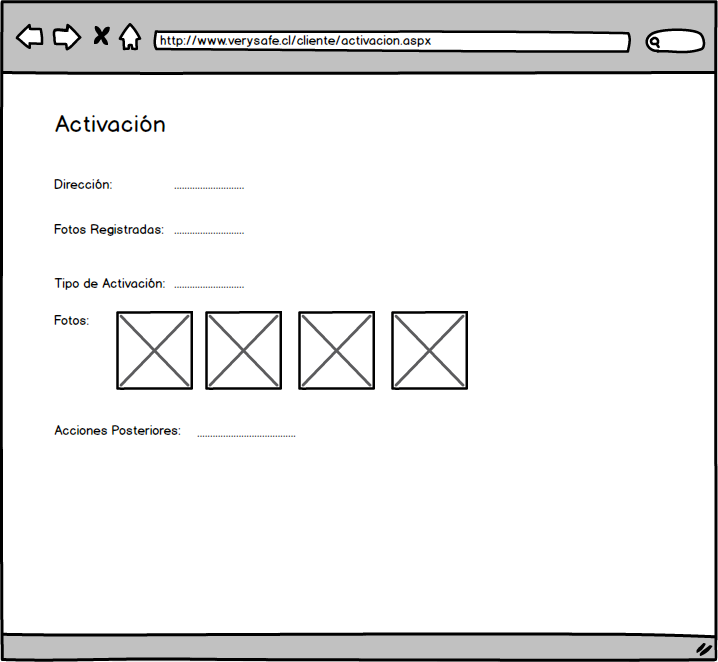 http://www.verysafe.cl/cliente/activacion.aspx
Activación
Dirección: ...........................
Fotos Registradas: ...........................
Tipo de Activación: ...........................
Fotos:
Acciones Posteriores: ......................................